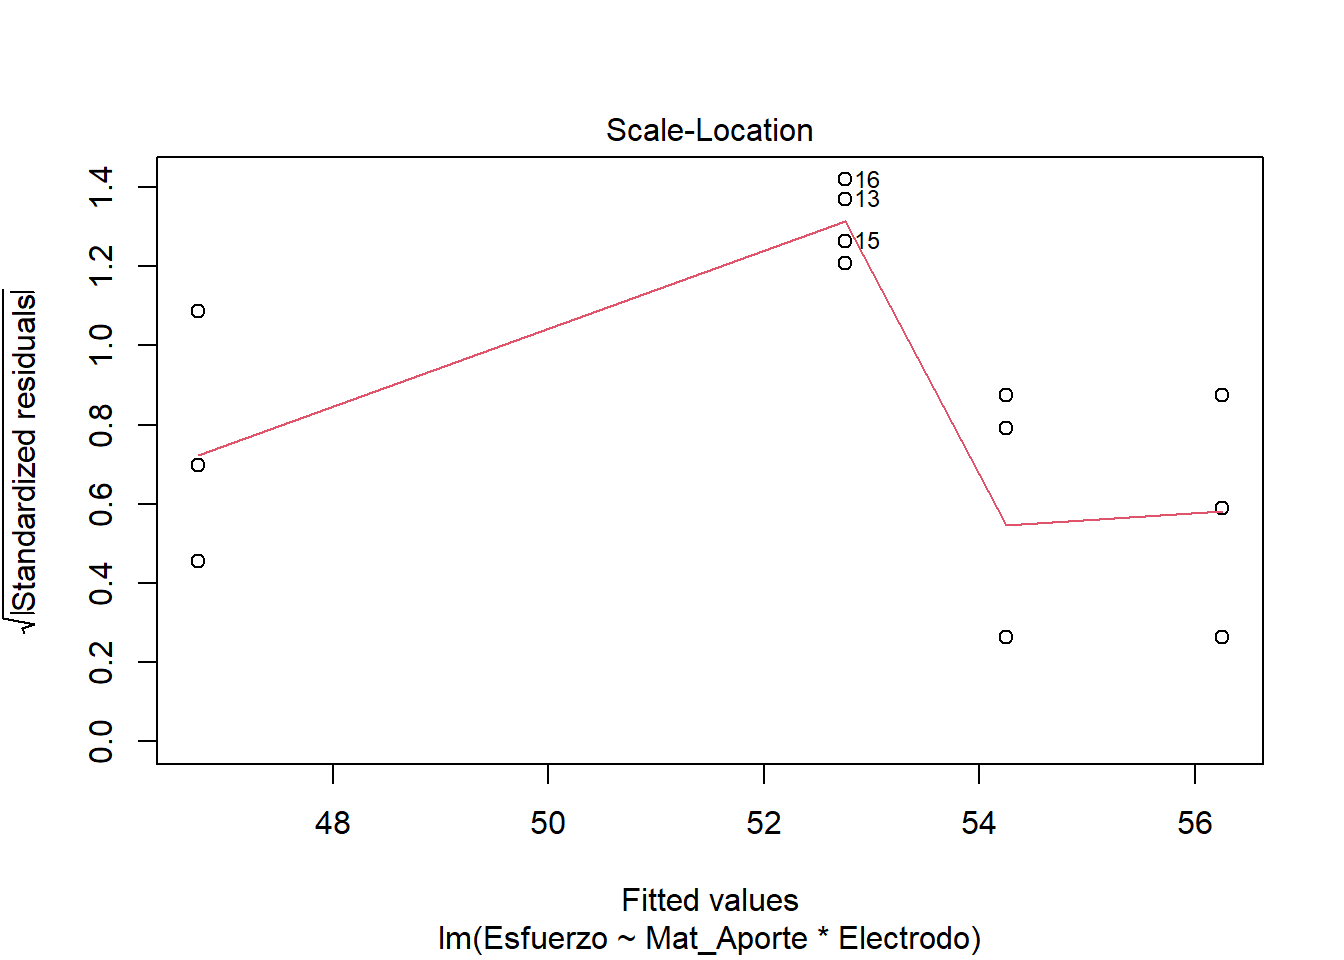 Scale-Location
√|Standardized residuals|
1.4
1.2
1.0
0.8
0.6
0.4
0.2
0.0
16
13
15
48 50 52 54 56
Fitted values
lm(Esfuerzo ~ Mat_Aporte * Electrodo)